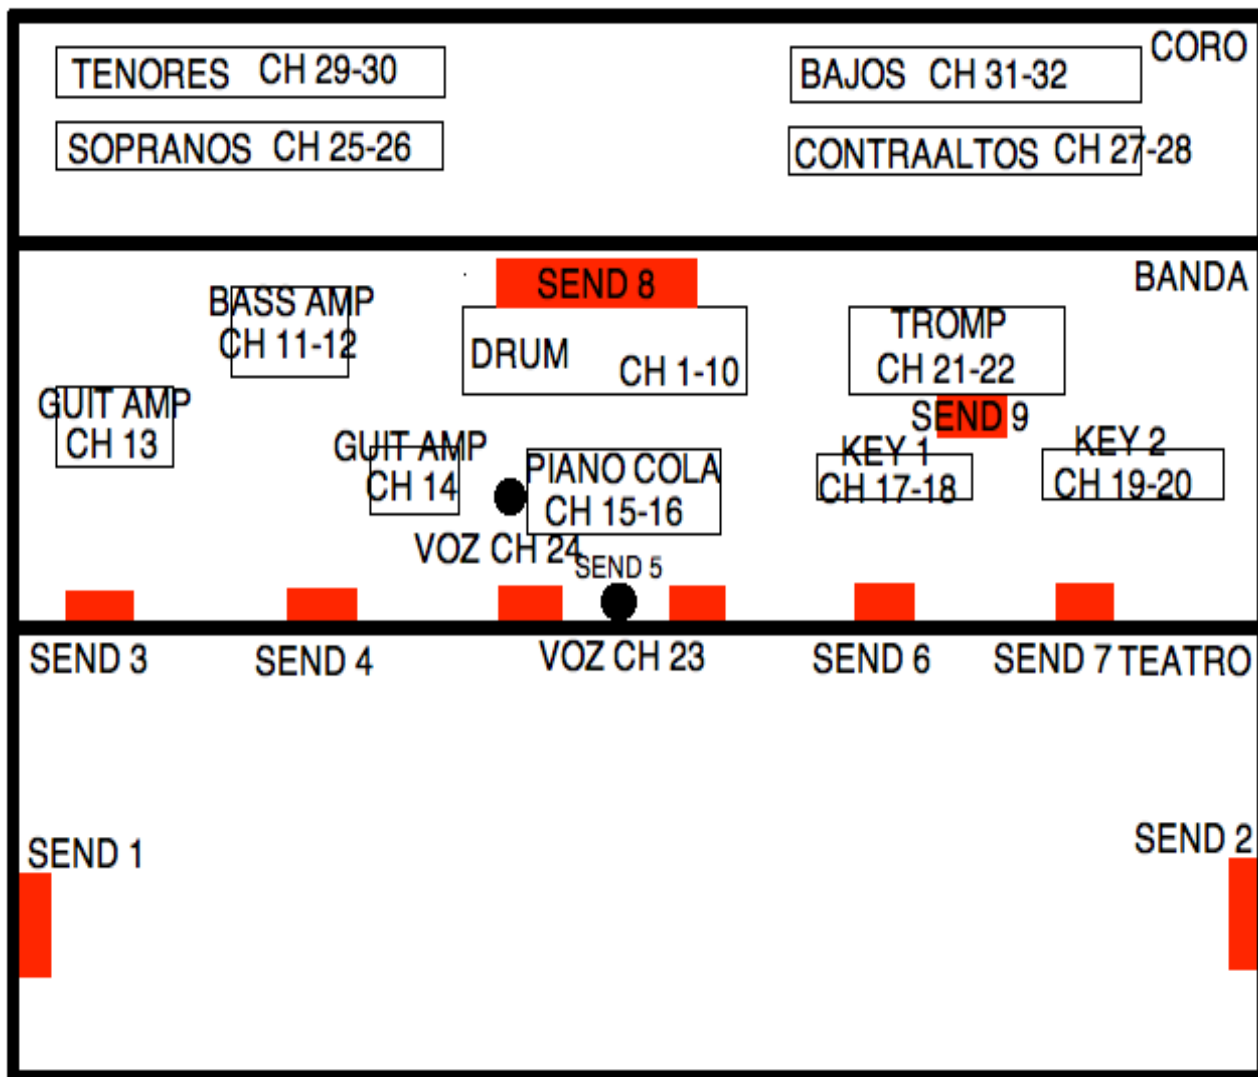 CORO
TENORES CH 29-30
BAJOS CH 31-32
SOPRANOS CH 25-26
CONTRAALTOS CH 27-28
BANDA
SEND 8
BASS AMP
CH 11-12
DRUM CH 1-10
TROMP
CH 21-22
GUIT AMP
CH 13
SEND 9
GUIT AMP
CH 14
PIANO COLA
CH 15-16
KEY 1
CH 17-18
KEY 2
CH 19-20
VOZ CH 24
SEND 5
SEND 3
SEND 4
VOZ CH 23
SEND 6
SEND 7
TEATRO
SEND 1
SEND 2